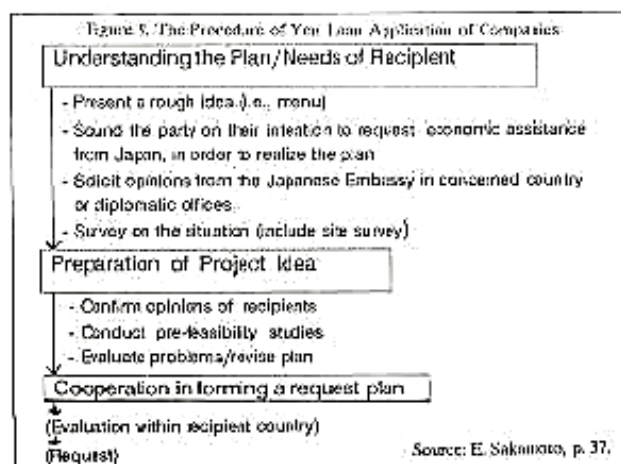 Figure 8. The Procedure of Yen Loan Application of Companies
Understanding the Plan/Needs of Recipient
- Present a rough idea (i.e., menu)
- Sound the party on their intention to request economic assistance
from Japan, in order to realize the plan
- Solicit opinions from the Japanese Embassy in concerned country
or diplomatic offices
- Survey on the situation (include site survey)
Preparation of Project Idea
- Confirm opinions of recipients
- Conduct pre-feasibility studies
- Evaluate problems/revise plan
Cooperation in forming a request plan
(Evaluation within recipient country)
(Request)
Source: E. Sakamoto, p. 37.